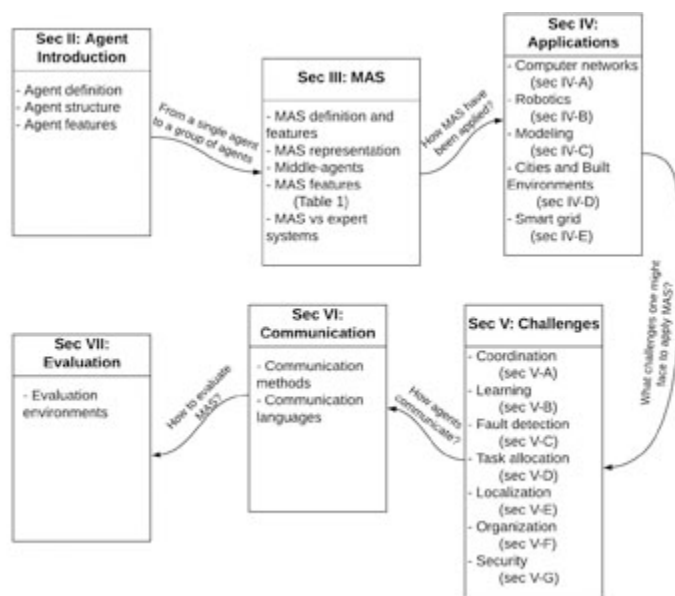 Sec II: Agent
Introduction
- Agent definition
- Agent structure
- Agent features
From a single agent
to a group of agents
Sec III: MAS
- MAS definition and
features
- MAS representation
- Middle-agents
- MAS features
(Table 1)
- MAS vs expert
systems
How MAS have
been applied?
Sec IV:
Applications
- Computer networks
(sec IV-A)
- Robotics
(sec IV-B)
- Modeling
(sec IV-C)
- Cities and Built
Environments
(sec IV-D)
- Smart grid
(sec IV-E)
What challenges one might
face to apply MAS?
Sec V: Challenges
- Coordination
(sec V-A)
- Learning
(sec V-B)
- Fault detection
(sec V-C)
- Task allocation
(sec V-D)
- Localization
(sec V-E)
- Organization
(sec V-F)
- Security
(sec V-G)
How agents
communicate?
Sec VI:
Communication
- Communication
methods
- Communication
languages
How to evaluate
MAS?
Sec VII:
Evaluation
- Evaluation
environments